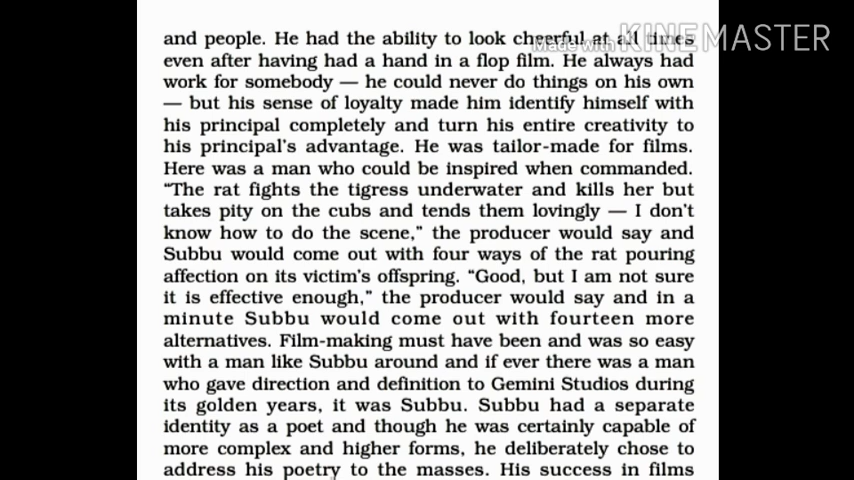 and people. He had the ability to look cheerful at all times
Made with KINEMASTER
even after having had a hand in a flop film. He always had
work for somebody — he could never do things on his own
— but his sense of loyalty made him identify himself with
his principal completely and turn his entire creativity to
his principal's advantage. He was tailor-made for films.
Here was a man who could be inspired when commanded.
“The rat fights the tigress underwater and kills her but
takes pity on the cubs and tends them lovingly — I don't
know how to do the scene,” the producer would say and
Subbu would come out with four ways of the rat pouring
affection on its victim's offspring. “Good, but I am not sure
it is effective enough,” the producer would say and in a
minute Subbu would come out with fourteen more
alternatives. Film-making must have been and was so easy
with a man like Subbu around and if ever there was a man
who gave direction and definition to Gemini Studios during
its golden years, it was Subbu. Subbu had a separate
identity as a poet and though he was certainly capable of
more complex and higher forms, he deliberately chose to
address his poetry to the masses. His success in films